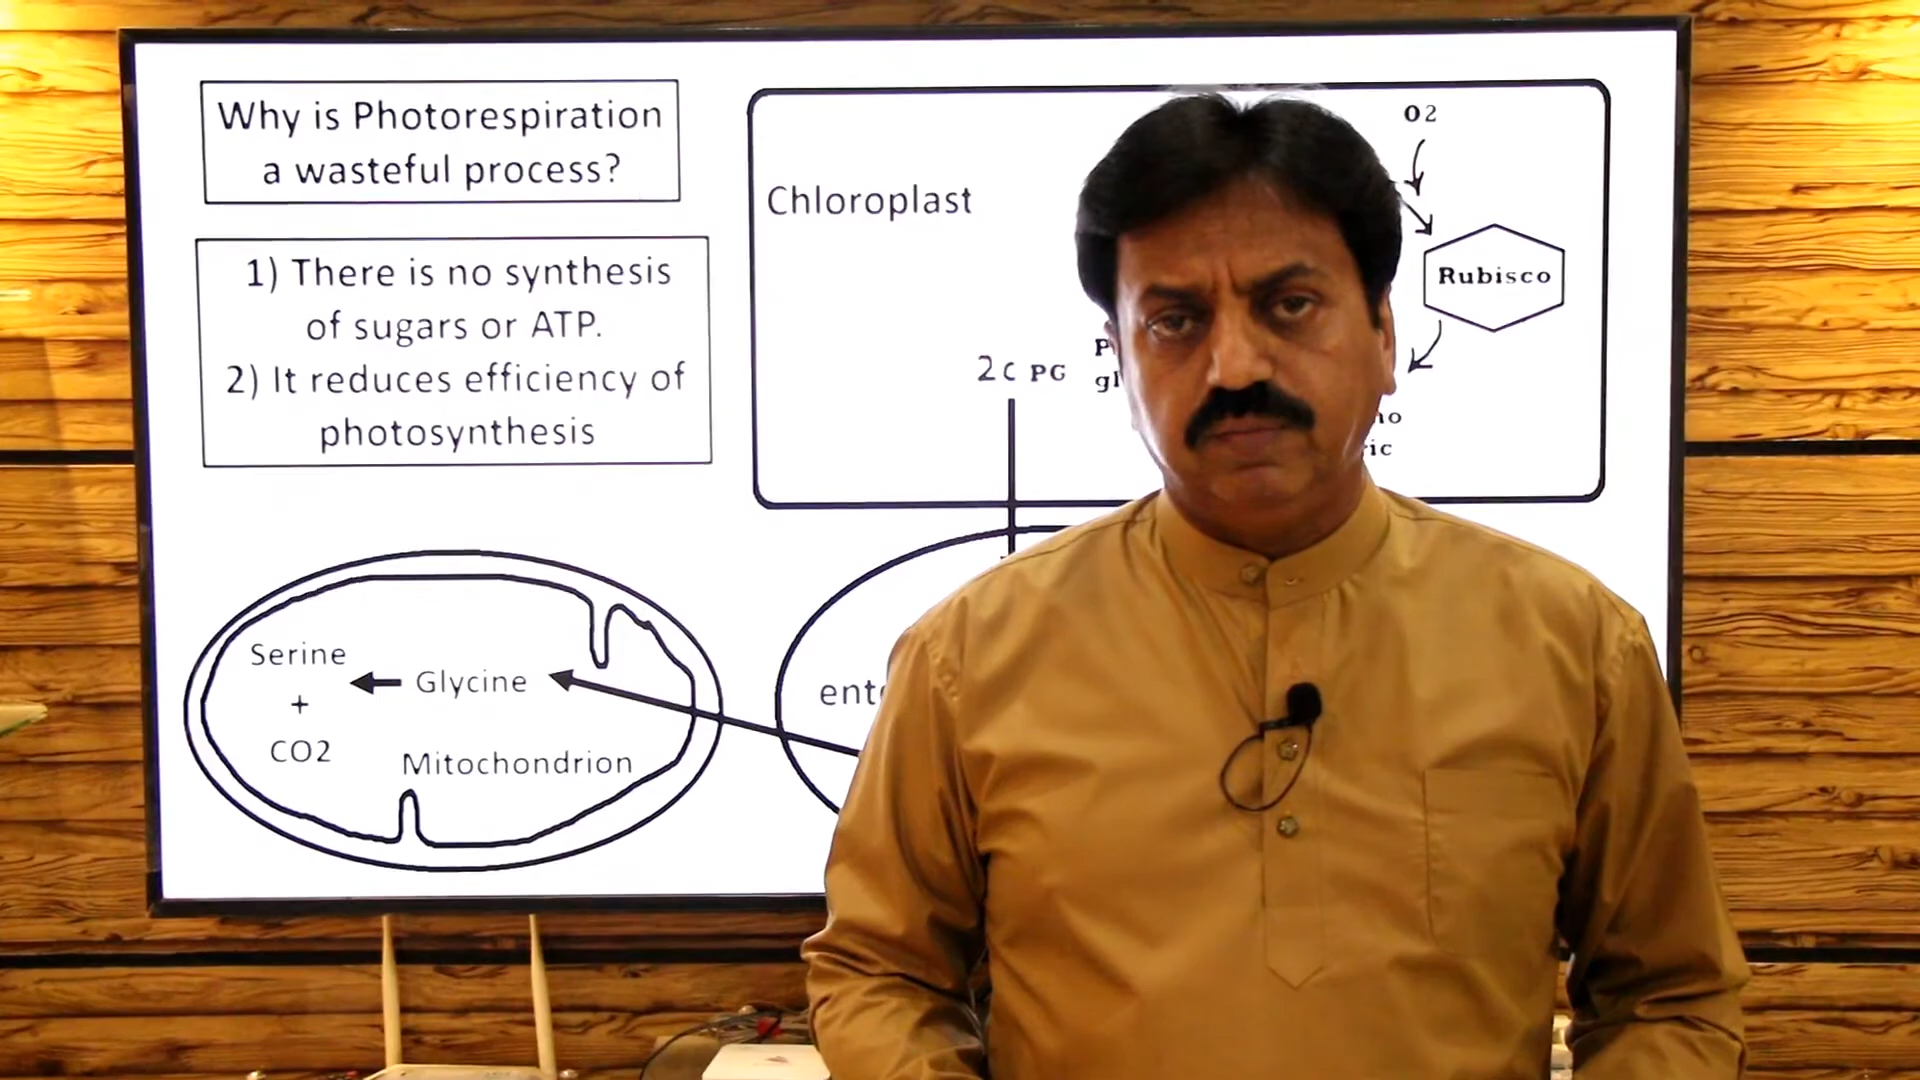 Why is Photorespiration
a wasteful process?
1) There is no synthesis
of sugars or ATP.
2) It reduces efficiency of
photosynthesis
Chloroplast
O2
Rubisco
2C PG
Serine
+
CO2
Glycine
Mitochondrion